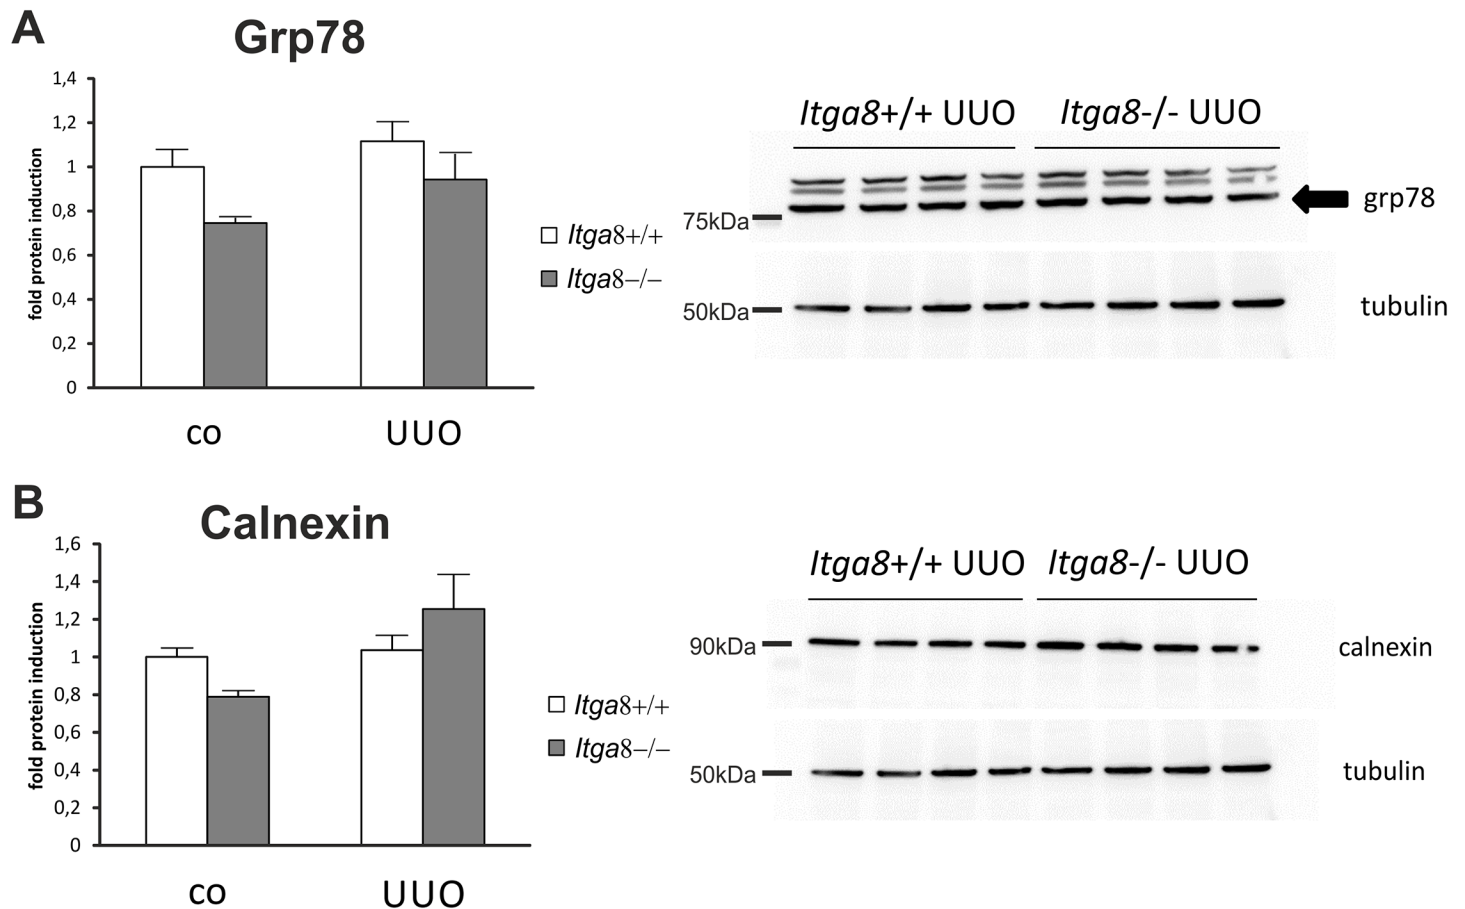 A
Grp78
fold protein induction
1,4
1,2
1
0,8
0,6
0,4
0,2
0
co
UUO
Itga8+/+
Itga8−/−
Itga8+/+ UUO
Itga8-/- UUO
75kDa
grp78
50kDa
tubulin
B
Calnexin
fold protein induction
1,6
1,4
1,2
1
0,8
0,6
0,4
0,2
0
co
UUO
Itga8+/+
Itga8−/−
Itga8+/+ UUO
Itga8-/- UUO
90kDa
calnexin
50kDa
tubulin